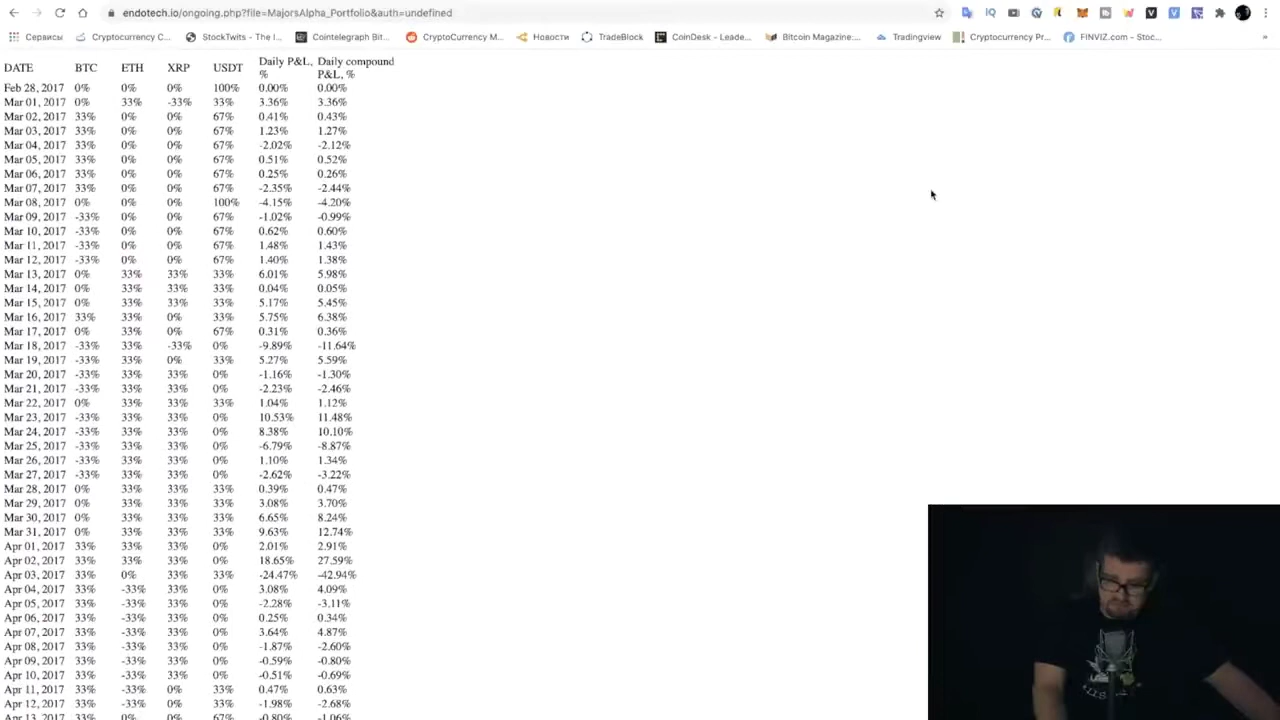 endotech.io/ongoing.php?file=MajorsAlpha_Portfolio&auth=undefined
Сервисы Cryptocurrency C... StockTwits - The l... Cointelegraph Bit... CryptoCurrency M... Новости TradeBlock CoinDesk - Leade... Bitcoin Magazine:... Tradingview Cryptocurrency Pr... FINVIZ.com - Stoc... »
DATE BTC ETH XRP USDT Daily P&L, % Daily compound P&L, %
Feb 28, 2017 0% 0% 0% 100% 0.00% 0.00%
Mar 01, 2017 0% 33% -33% 33% 3.36% 3.36%
Mar 02, 2017 33% 0% 0% 67% 0.41% 0.43%
Mar 03, 2017 33% 0% 0% 67% 1.23% 1.27%
Mar 04, 2017 33% 0% 0% 67% -2.02% -2.12%
Mar 05, 2017 33% 0% 0% 67% 0.51% 0.52%
Mar 06, 2017 33% 0% 0% 67% 0.25% 0.26%
Mar 07, 2017 33% 0% 0% 67% -2.35% -2.44%
Mar 08, 2017 0% 0% 0% 100% -4.15% -4.20%
Mar 09, 2017 -33% 0% 0% 67% -1.02% -0.99%
Mar 10, 2017 -33% 0% 0% 67% 0.62% 0.60%
Mar 11, 2017 -33% 0% 0% 67% 1.48% 1.43%
Mar 12, 2017 -33% 0% 0% 67% 1.40% 1.38%
Mar 13, 2017 0% 33% 33% 33% 6.01% 5.98%
Mar 14, 2017 0% 33% 33% 33% 0.04% 0.05%
Mar 15, 2017 0% 33% 33% 33% 5.17% 5.45%
Mar 16, 2017 33% 33% 0% 33% 5.75% 6.38%
Mar 17, 2017 0% 33% 0% 67% 0.31% 0.36%
Mar 18, 2017 -33% 33% -33% 0% -9.89% -11.64%
Mar 19, 2017 -33% 33% 0% 33% 5.27% 5.59%
Mar 20, 2017 -33% 33% 33% 0% -1.16% -1.30%
Mar 21, 2017 -33% 33% 33% 0% -2.23% -2.46%
Mar 22, 2017 0% 33% 33% 33% 1.04% 1.12%
Mar 23, 2017 -33% 33% 33% 0% 10.53% 11.48%
Mar 24, 2017 -33% 33% 33% 0% 8.38% 10.10%
Mar 25, 2017 -33% 33% 33% 0% -6.79% -8.87%
Mar 26, 2017 -33% 33% 33% 0% 1.10% 1.34%
Mar 27, 2017 -33% 33% 33% 0% -2.62% -3.22%
Mar 28, 2017 0% 33% 33% 33% 0.39% 0.47%
Mar 29, 2017 0% 33% 33% 33% 3.08% 3.70%
Mar 30, 2017 0% 33% 33% 33% 6.65% 8.24%
Mar 31, 2017 0% 33% 33% 33% 9.63% 12.74%
Apr 01, 2017 33% 33% 33% 0% 2.01% 2.91%
Apr 02, 2017 33% 33% 33% 0% 18.65% 27.59%
Apr 03, 2017 33% 0% 33% 33% -24.47% -42.94%
Apr 04, 2017 33% -33% 33% 0% 3.08% 4.09%
Apr 05, 2017 33% -33% 33% 0% -2.28% -3.11%
Apr 06, 2017 33% -33% 33% 0% 0.25% 0.34%
Apr 07, 2017 33% -33% 33% 0% 3.64% 4.87%
Apr 08, 2017 33% -33% 33% 0% -1.87% -2.60%
Apr 09, 2017 33% -33% 33% 0% -0.59% -0.80%
Apr 10, 2017 33% -33% 33% 0% -0.51% -0.69%
Apr 11, 2017 33% -33% 0% 33% 0.47% 0.63%
Apr 12, 2017 33% -33% 0% 33% -1.98% -2.68%
Apr 13, 2017 33% 0% 0% 67% -0.80% -1.06%